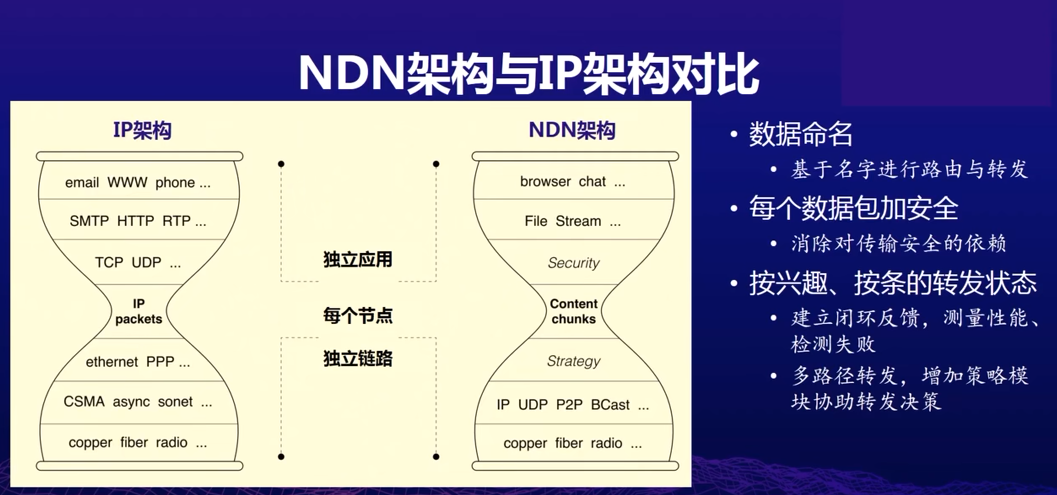 NDN架构与IP架构对比
IP架构
email WWW phone ...
SMTP HTTP RTP ...
TCP UDP ...
IP
packets
ethernet PPP ...
CSMA async sonet ...
copper fiber radio ...
独立应用
每个节点
独立链路
NDN架构
browser chat ...
File Stream ...
Security
Content
chunks
Strategy
IP UDP P2P BCast ...
copper fiber radio ...
• 数据命名
• 基于名字进行路由与转发
• 每个数据包加安全
• 消除对传输安全的依赖
• 按兴趣、按条的转发状态
• 建立闭环反馈，测量性能、
检测失败
• 多路径转发，增加策略模
块协助转发决策